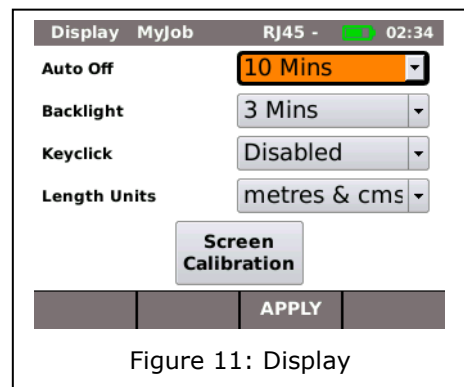 Display MyJob RJ45 - 02:34
Auto Off 10 Mins
Backlight 3 Mins
Keyclick Disabled
Length Units metres & cms
Screen
Calibration
APPLY
Figure 11: Display